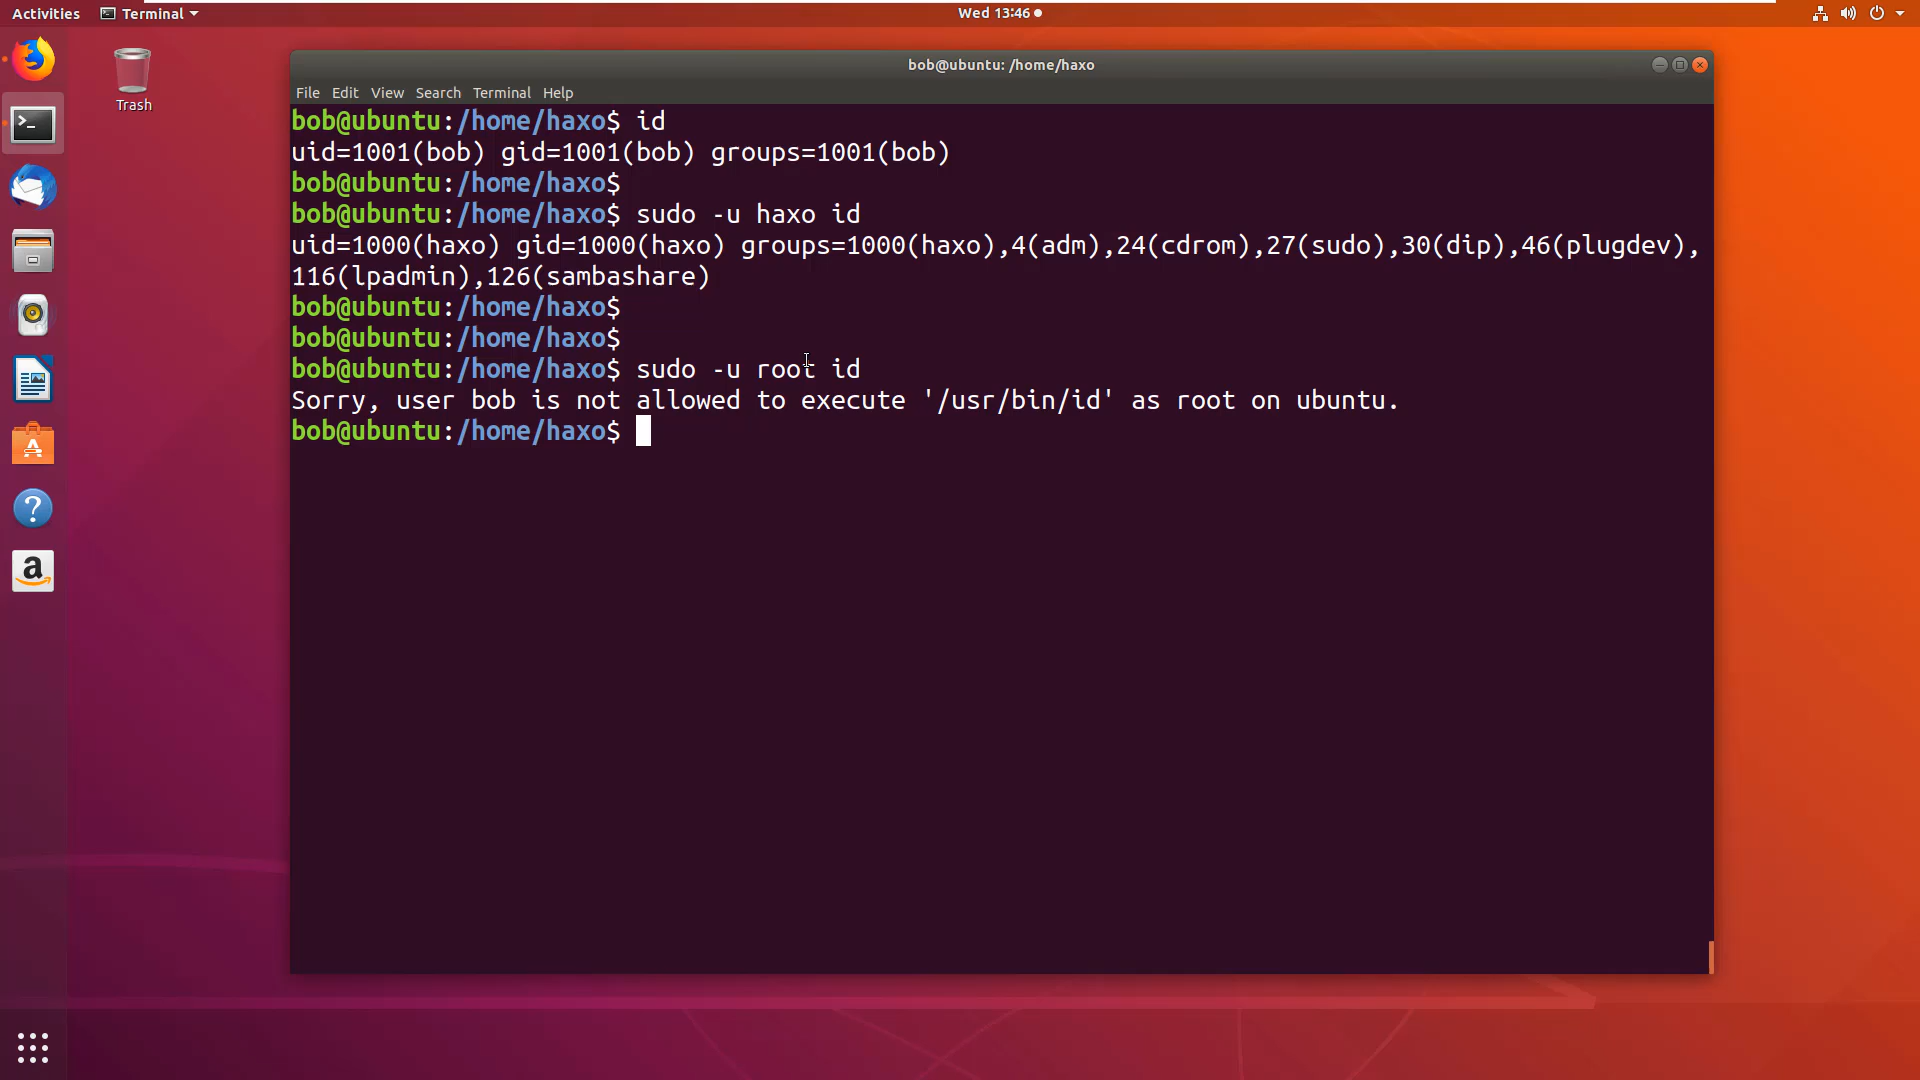 Activities
Terminal
Wed 13:46
Trash
bob@ubuntu: /home/haxo
File Edit View Search Terminal Help
bob@ubuntu:/home/haxo$ id
uid=1001(bob) gid=1001(bob) groups=1001(bob)
bob@ubuntu:/home/haxo$
bob@ubuntu:/home/haxo$ sudo -u haxo id
uid=1000(haxo) gid=1000(haxo) groups=1000(haxo),4(adm),24(cdrom),27(sudo),30(dip),46(plugdev),
116(lpadmin),126(sambashare)
bob@ubuntu:/home/haxo$
bob@ubuntu:/home/haxo$
bob@ubuntu:/home/haxo$ sudo -u root id
Sorry, user bob is not allowed to execute '/usr/bin/id' as root on ubuntu.
bob@ubuntu:/home/haxo$